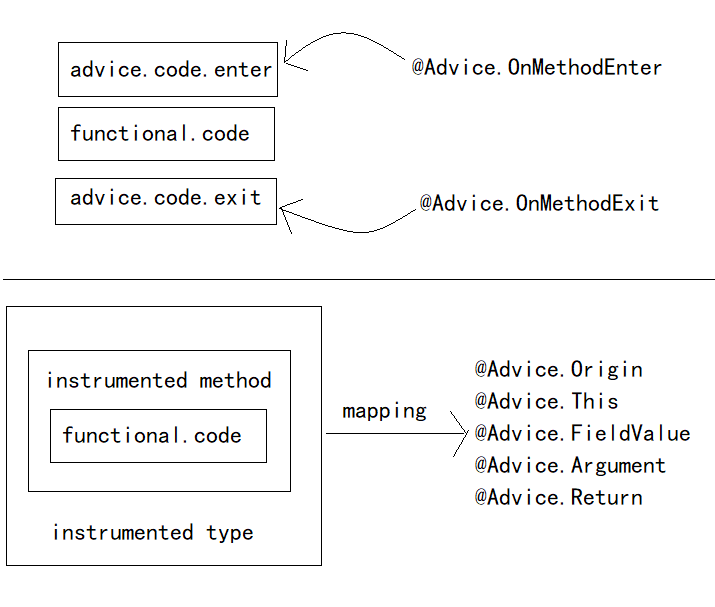 advice.code.enter
@Advice.OnMethodEnter
functional.code
advice.code.exit
@Advice.OnMethodExit
instrumented method
functional.code
instrumented type
mapping
@Advice.Origin
@Advice.This
@Advice.FieldValue
@Advice.Argument
@Advice.Return